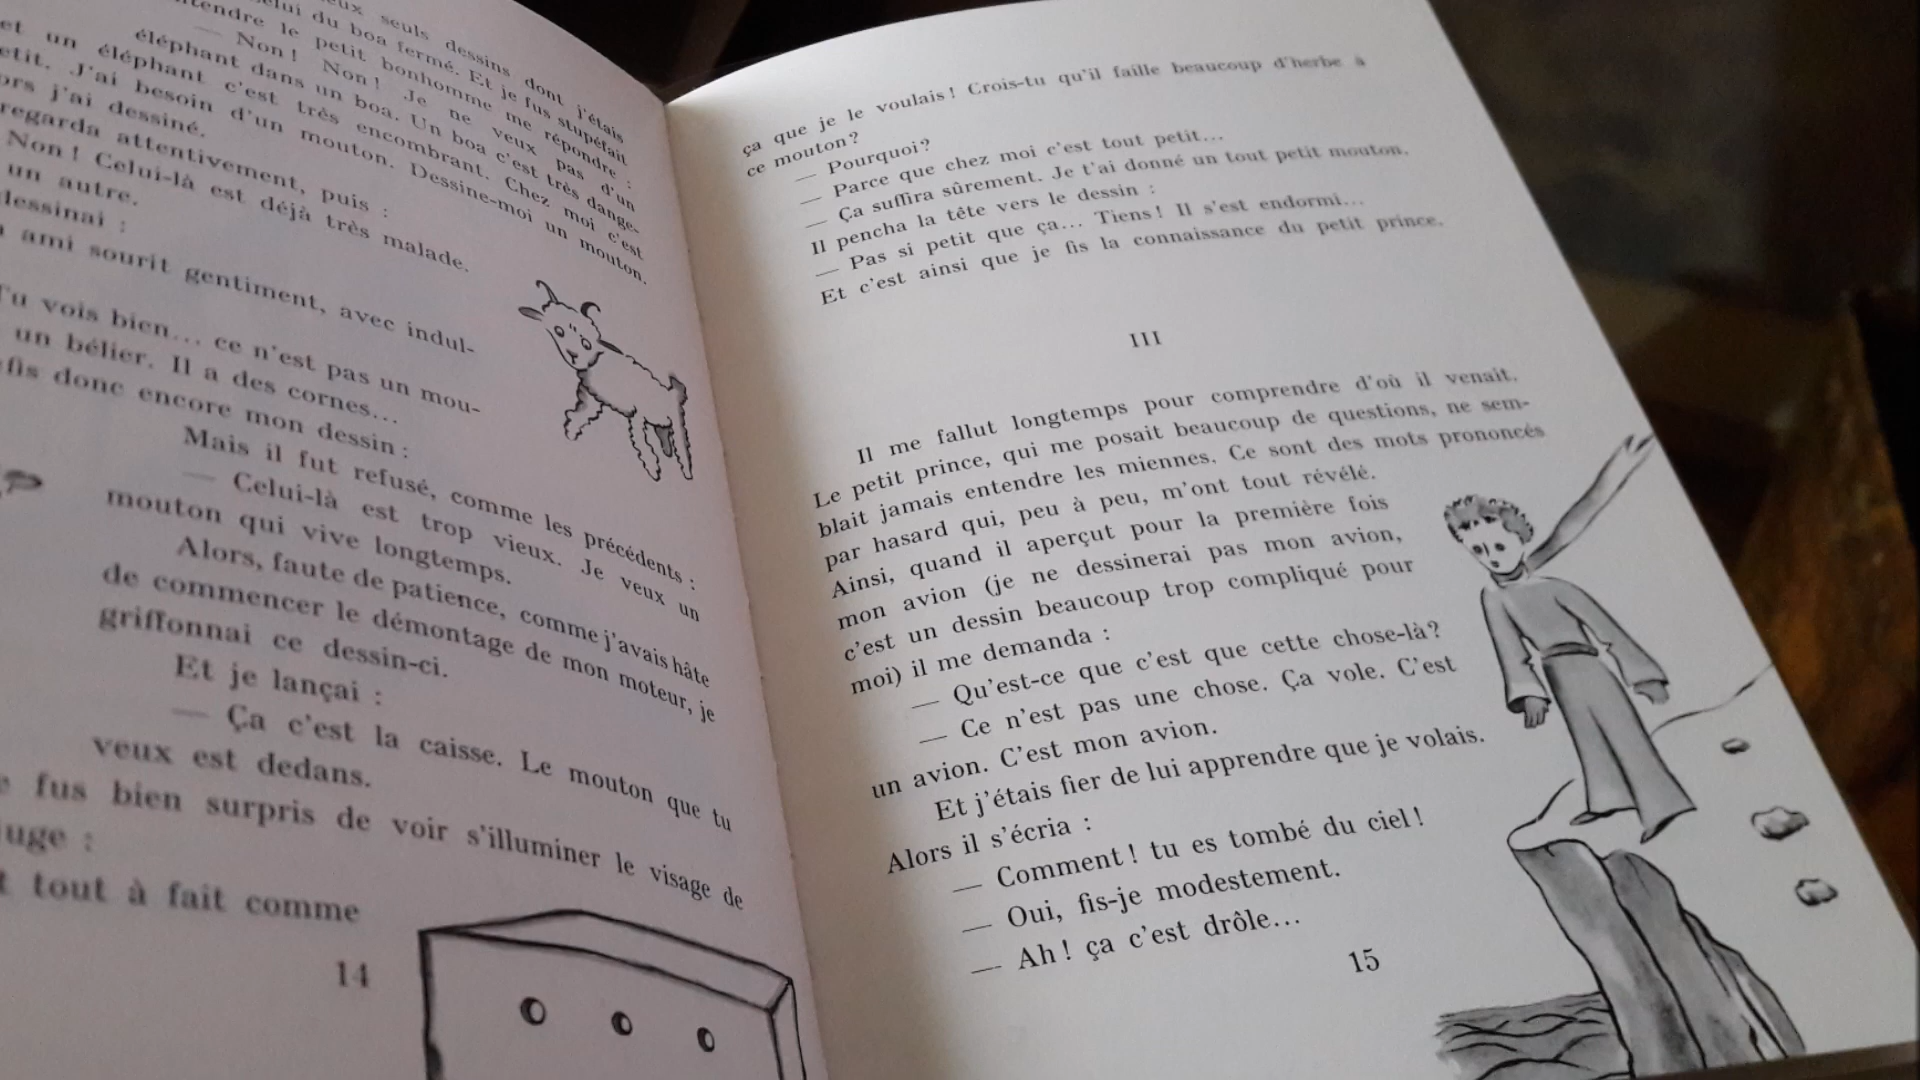 eux seuls dessins dont j'étais
celui du boa fermé. Et je fus stupéfait
entendre le petit bonhomme me répondre :
— Non ! Non ! Je ne veux pas d'un
éléphant dans un boa. Un boa c'est très dange-
et un éléphant c'est très encombrant. Chez moi c'est
petit. J'ai besoin d'un mouton. Dessine-moi un mouton.
ors j'ai dessiné.
regarda attentivement, puis :
Non ! Celui-là est déjà très malade.
un autre.
dessinai :
ami sourit gentiment, avec indul-
Tu vois bien... ce n'est pas un mou-
un bélier. Il a des cornes...
fis donc encore mon dessin :
Mais il fut refusé, comme les précédents :
— Celui-là est trop vieux. Je veux un
mouton qui vive longtemps.
Alors, faute de patience, comme j'avais hâte
de commencer le démontage de mon moteur, je
griffonnai ce dessin-ci.
Et je lançai :
— Ça c'est la caisse. Le mouton que tu
veux est dedans.
fus bien surpris de voir s'illuminer le visage de
uge :
t tout à fait comme
14
ça que je le voulais ! Crois-tu qu'il faille beaucoup d'herbe à
ce mouton ?
— Pourquoi ?
— Parce que chez moi c'est tout petit...
— Ça suffira sûrement. Je t'ai donné un tout petit mouton.
Il pencha la tête vers le dessin :
— Pas si petit que ça... Tiens ! Il s'est endormi...
Et c'est ainsi que je fis la connaissance du petit prince.
III
Il me fallut longtemps pour comprendre d'où il venait.
Le petit prince, qui me posait beaucoup de questions, ne sem-
blait jamais entendre les miennes. Ce sont des mots prononcés
par hasard qui, peu à peu, m'ont tout révélé.
Ainsi, quand il aperçut pour la première fois
mon avion (je ne dessinerai pas mon avion,
c'est un dessin beaucoup trop compliqué pour
moi) il me demanda :
— Qu'est-ce que c'est que cette chose-là ?
— Ce n'est pas une chose. Ça vole. C'est
un avion. C'est mon avion.
Et j'étais fier de lui apprendre que je volais.
Alors il s'écria :
— Comment ! tu es tombé du ciel !
— Oui, fis-je modestement.
— Ah ! ça c'est drôle...
15